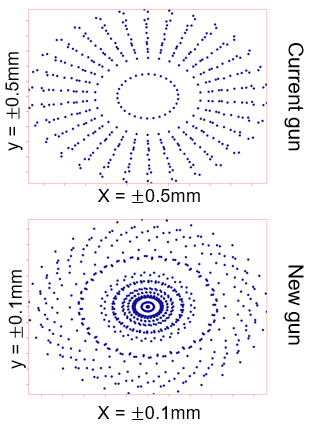 y = ±0.5mm
Current gun
X = ±0.5mm
y = ±0.1mm
New gun
X = ±0.1mm